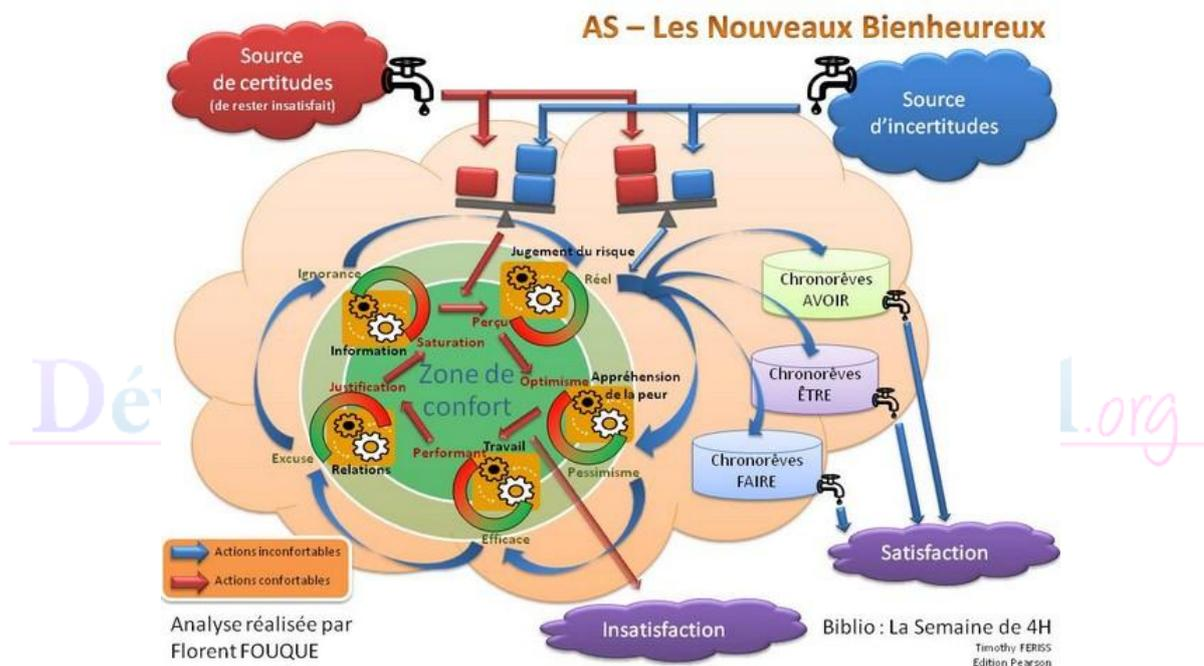 AS – Les Nouveaux Bienheureux
Source
de certitudes
(de rester insatisfait)
Source
d'incertitudes
Jugement du risque
Ignorance
Réel
Perçu
Information
Saturation
Chronorêves
AVOIR
Zone de
confort
Justification
Optimisme
Appréhension
de la peur
Chronorêves
ÊTRE
Travail
Performant
Excuse
Relations
Pessimisme
Chronorêves
FAIRE
Efficace
Actions inconfortables
Actions confortables
Satisfaction
Insatisfaction
Analyse réalisée par
Florent FOUQUE
Biblio : La Semaine de 4H
Timothy FERISS
Edition Pearson
Dév
l.org